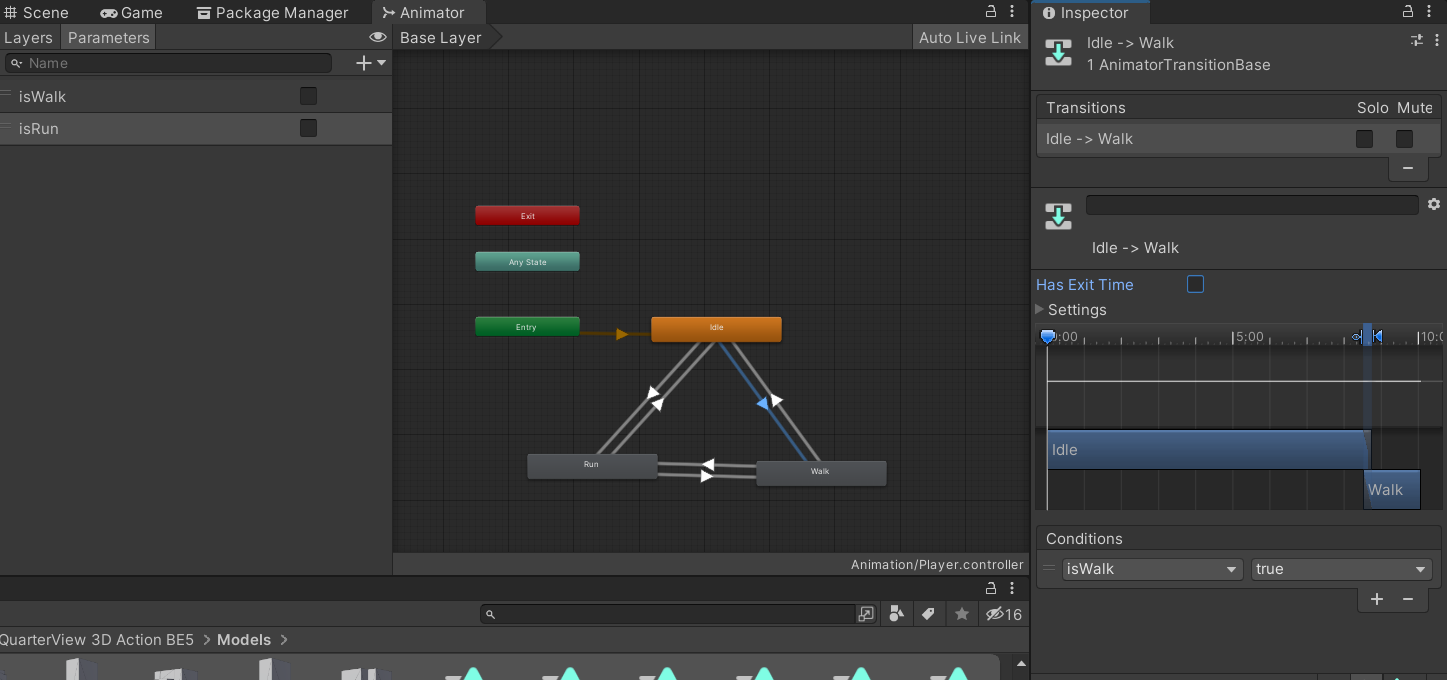 Scene Game Package Manager Animator
Layers Parameters Base Layer Auto Live Link
Name
isWalk
isRun
Exit
Any State
Entry
Idle
Run
Walk
Animation/Player.controller
16
QuarterView 3D Action BE5 > Models >
Inspector
Idle -> Walk
1 AnimatorTransitionBase
Transitions Solo Mute
Idle -> Walk
Idle -> Walk
Has Exit Time
Settings
:00 5:00 10:0
Idle
Walk
Conditions
isWalk true